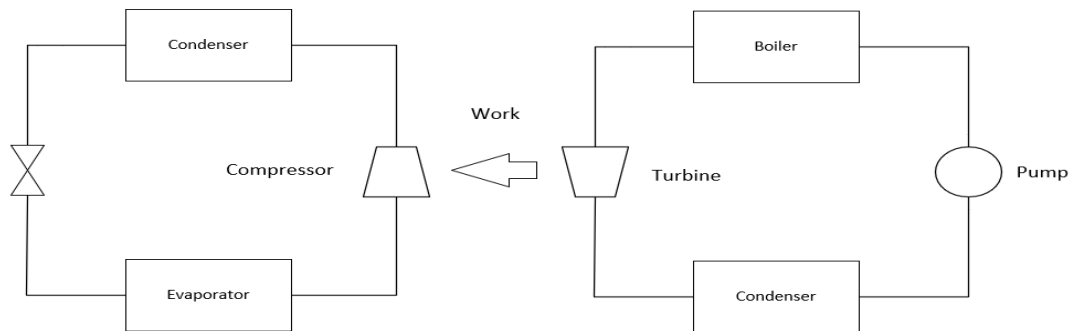 Condenser
Boiler
Work
Compressor
Turbine
Pump
Evaporator
Condenser